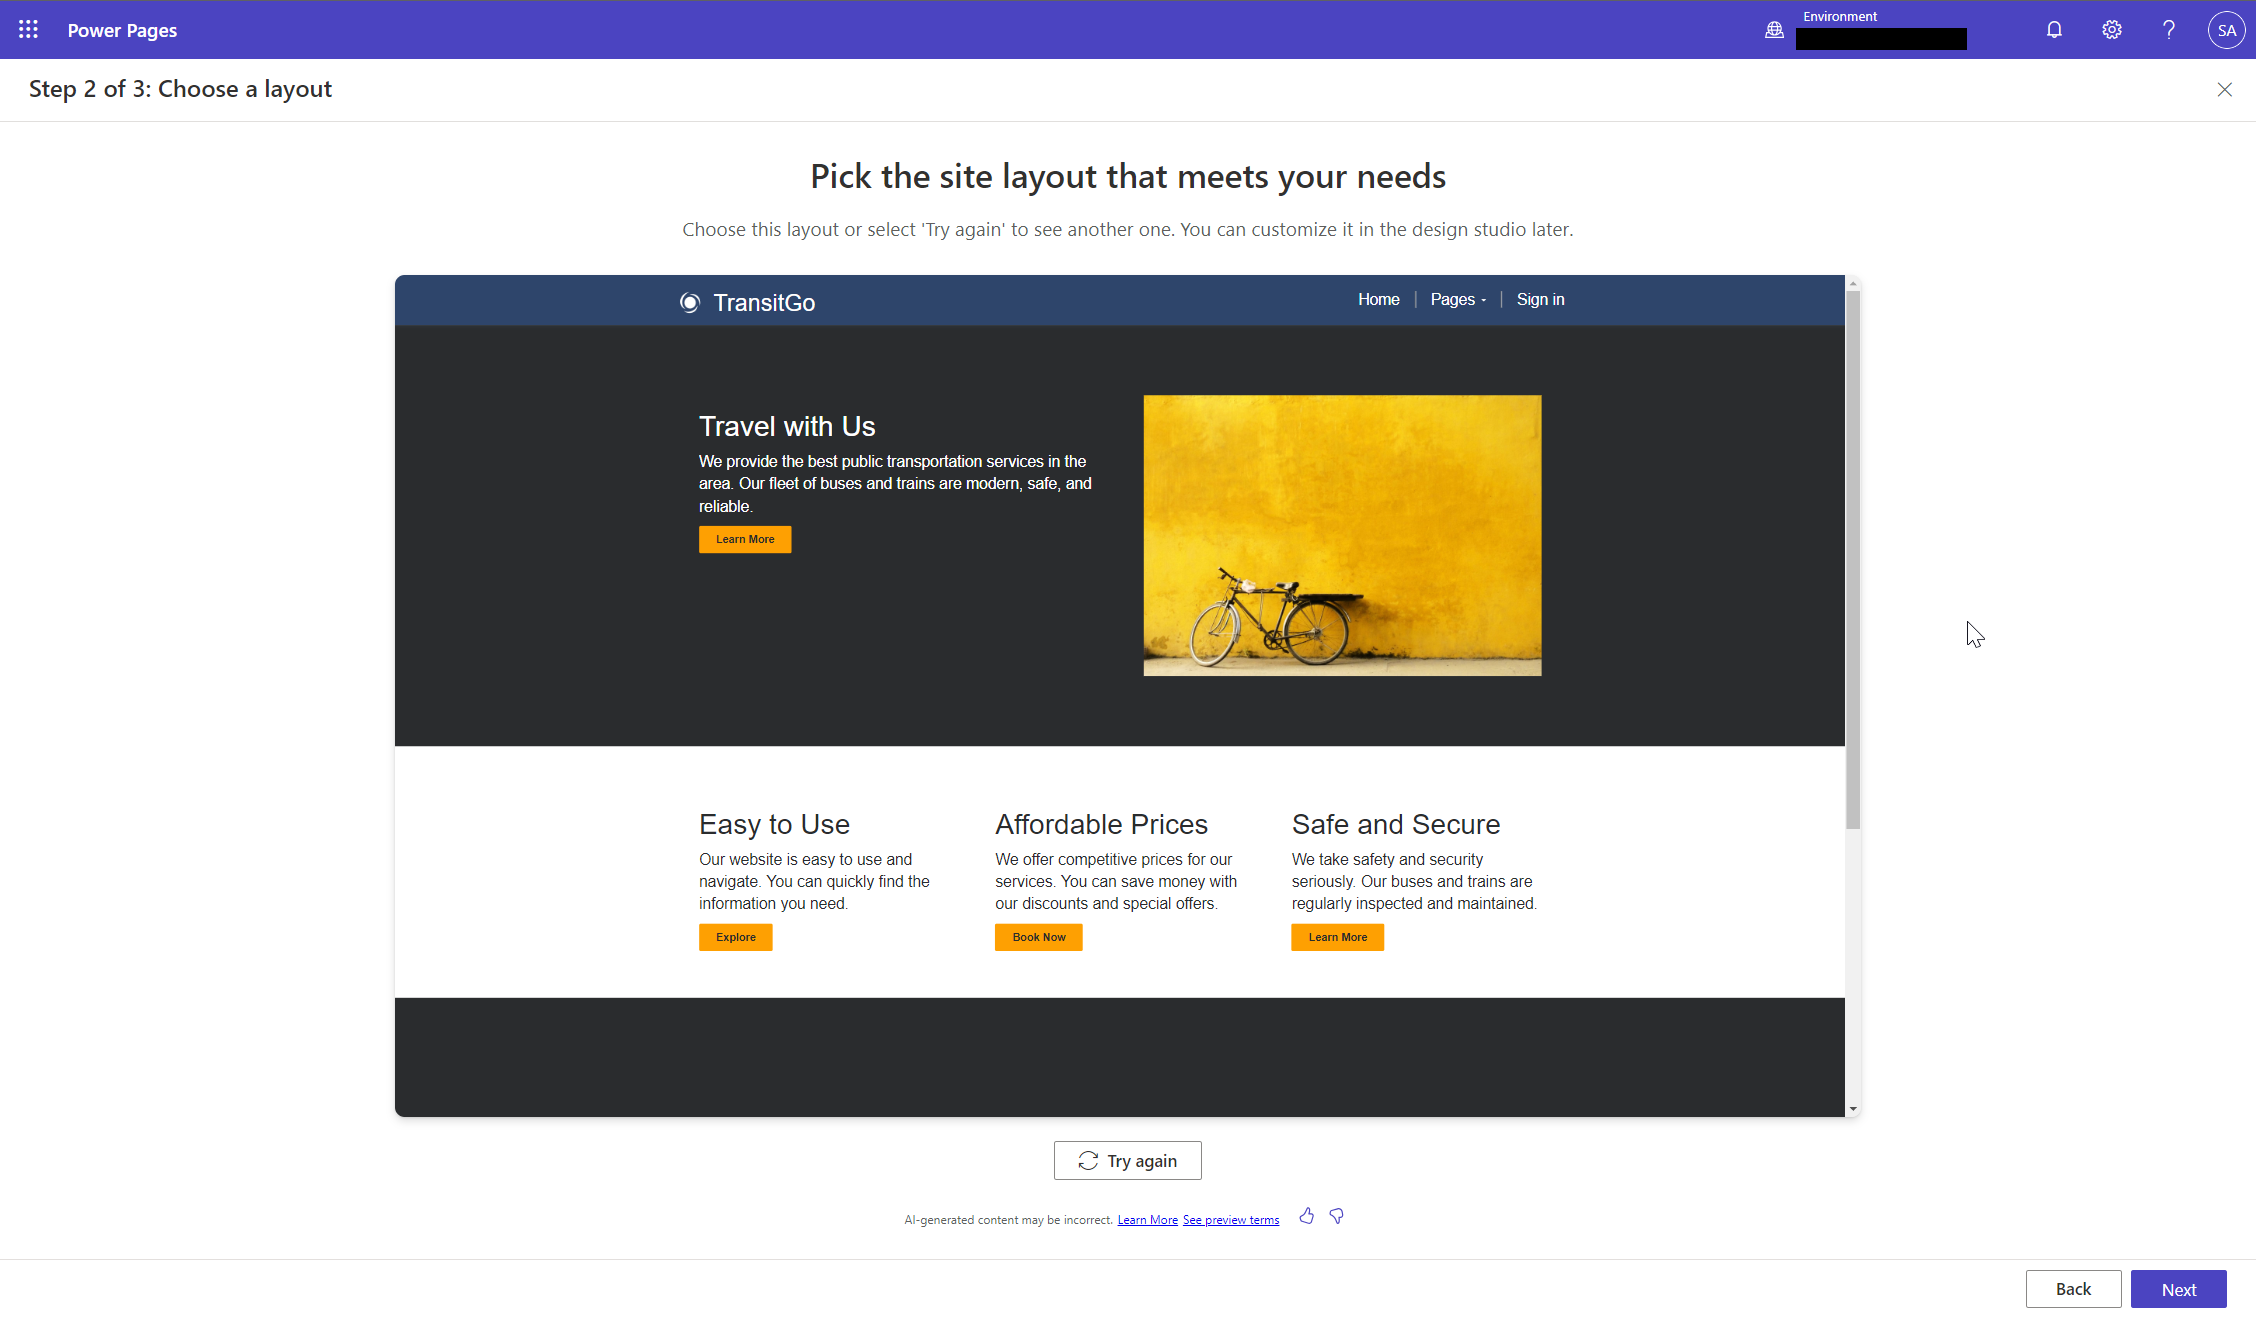 Power Pages
Environment
SA
Step 2 of 3: Choose a layout
Pick the site layout that meets your needs
Choose this layout or select 'Try again' to see another one. You can customize it in the design studio later.
TransitGo
Home | Pages | Sign in
Travel with Us
We provide the best public transportation services in the
area. Our fleet of buses and trains are modern, safe, and
reliable.
Learn More
Easy to Use
Our website is easy to use and
navigate. You can quickly find the
information you need.
Explore
Affordable Prices
We offer competitive prices for our
services. You can save money with
our discounts and special offers.
Book Now
Safe and Secure
We take safety and security
seriously. Our buses and trains are
regularly inspected and maintained.
Learn More
Try again
AI-generated content may be incorrect. Learn More See preview terms
Back
Next